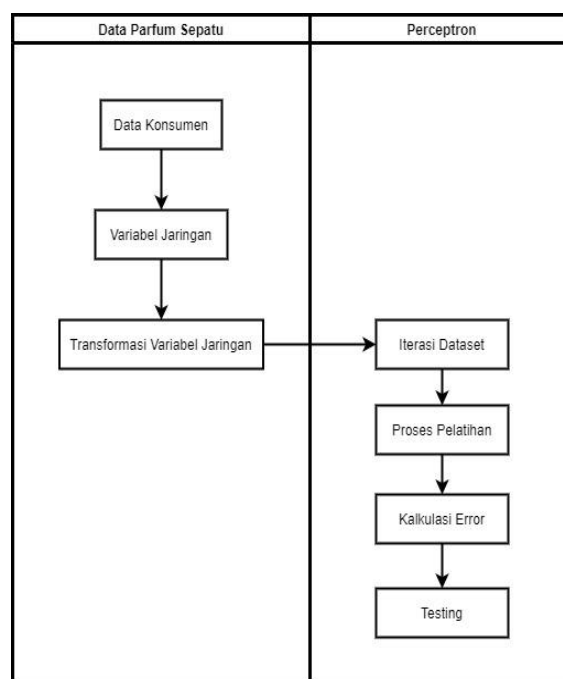 Data Parfum Sepatu
Perceptron
Data Konsumen
Variabel Jaringan
Transformasi Variabel Jaringan
Iterasi Dataset
Proses Pelatihan
Kalkulasi Error
Testing